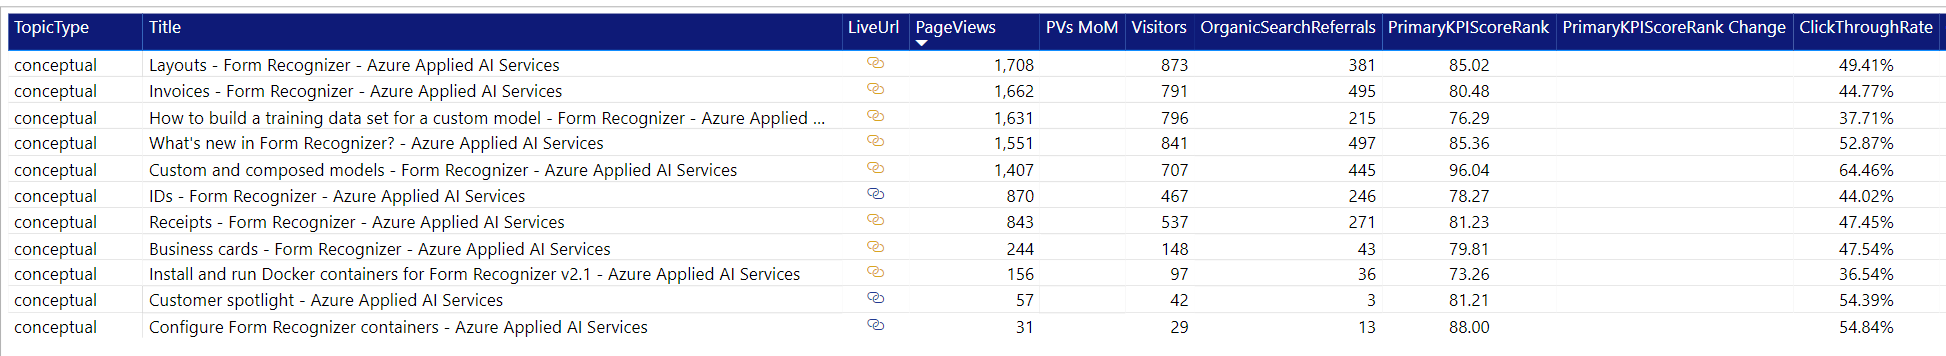 TopicType Title LiveUrl PageViews PVs MoM Visitors OrganicSearchReferrals PrimaryKPIScoreRank PrimaryKPIScoreRank Change ClickThroughRate
conceptual Layouts - Form Recognizer - Azure Applied AI Services 1,708 873 381 85.02 49.41%
conceptual Invoices - Form Recognizer - Azure Applied AI Services 1,662 791 495 80.48 44.77%
conceptual How to build a training data set for a custom model - Form Recognizer - Azure Applied ... 1,631 796 215 76.29 37.71%
conceptual What's new in Form Recognizer? - Azure Applied AI Services 1,551 841 497 85.36 52.87%
conceptual Custom and composed models - Form Recognizer - Azure Applied AI Services 1,407 707 445 96.04 64.46%
conceptual IDs - Form Recognizer - Azure Applied AI Services 870 467 246 78.27 44.02%
conceptual Receipts - Form Recognizer - Azure Applied AI Services 843 537 271 81.23 47.45%
conceptual Business cards - Form Recognizer - Azure Applied AI Services 244 148 43 79.81 47.54%
conceptual Install and run Docker containers for Form Recognizer v2.1 - Azure Applied AI Services 156 97 36 73.26 36.54%
conceptual Customer spotlight - Azure Applied AI Services 57 42 3 81.21 54.39%
conceptual Configure Form Recognizer containers - Azure Applied AI Services 31 29 13 88.00 54.84%